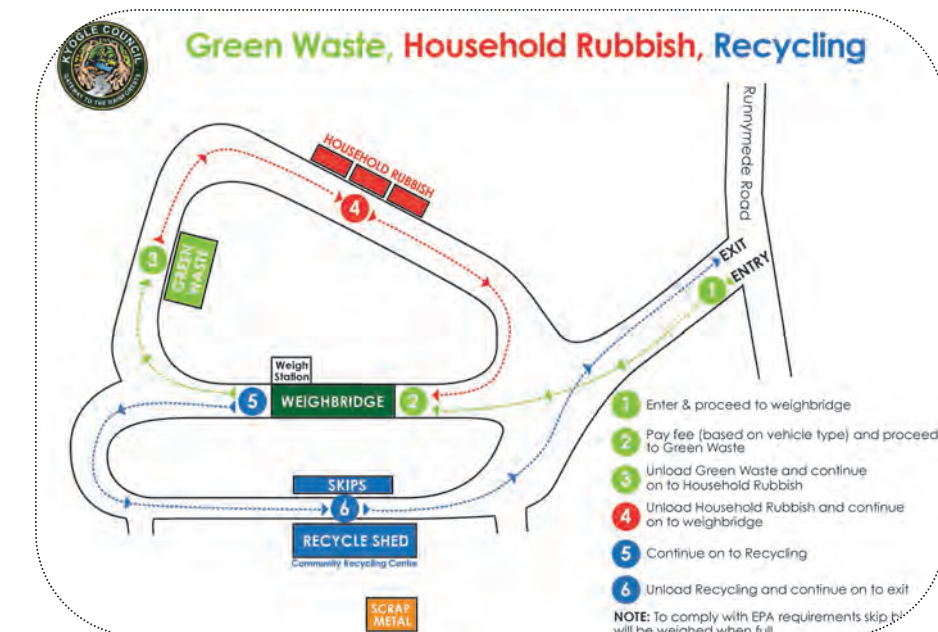 KYOGLE COUNCIL
GATEWAY TO THE RAINFORESTS
Green Waste, Household Rubbish, Recycling
Runnymede Road
HOUSEHOLD RUBBISH
4
3
GREEN
WASTE
EXIT
ENTRY
1
Weigh
Station
5
WEIGHBRIDGE
2
SKIPS
6
RECYCLE SHED
Community Recycling Centre
SCRAP
METAL
1 Enter & proceed to weighbridge
2 Pay fee (based on vehicle type) and proceed
to Green Waste
3 Unload Green Waste and continue
on to Household Rubbish
4 Unload Household Rubbish and continue
on to weighbridge
5 Continue on to Recycling
6 Unload Recycling and continue on to exit
NOTE: To comply with EPA requirements skip
will be weighed when full